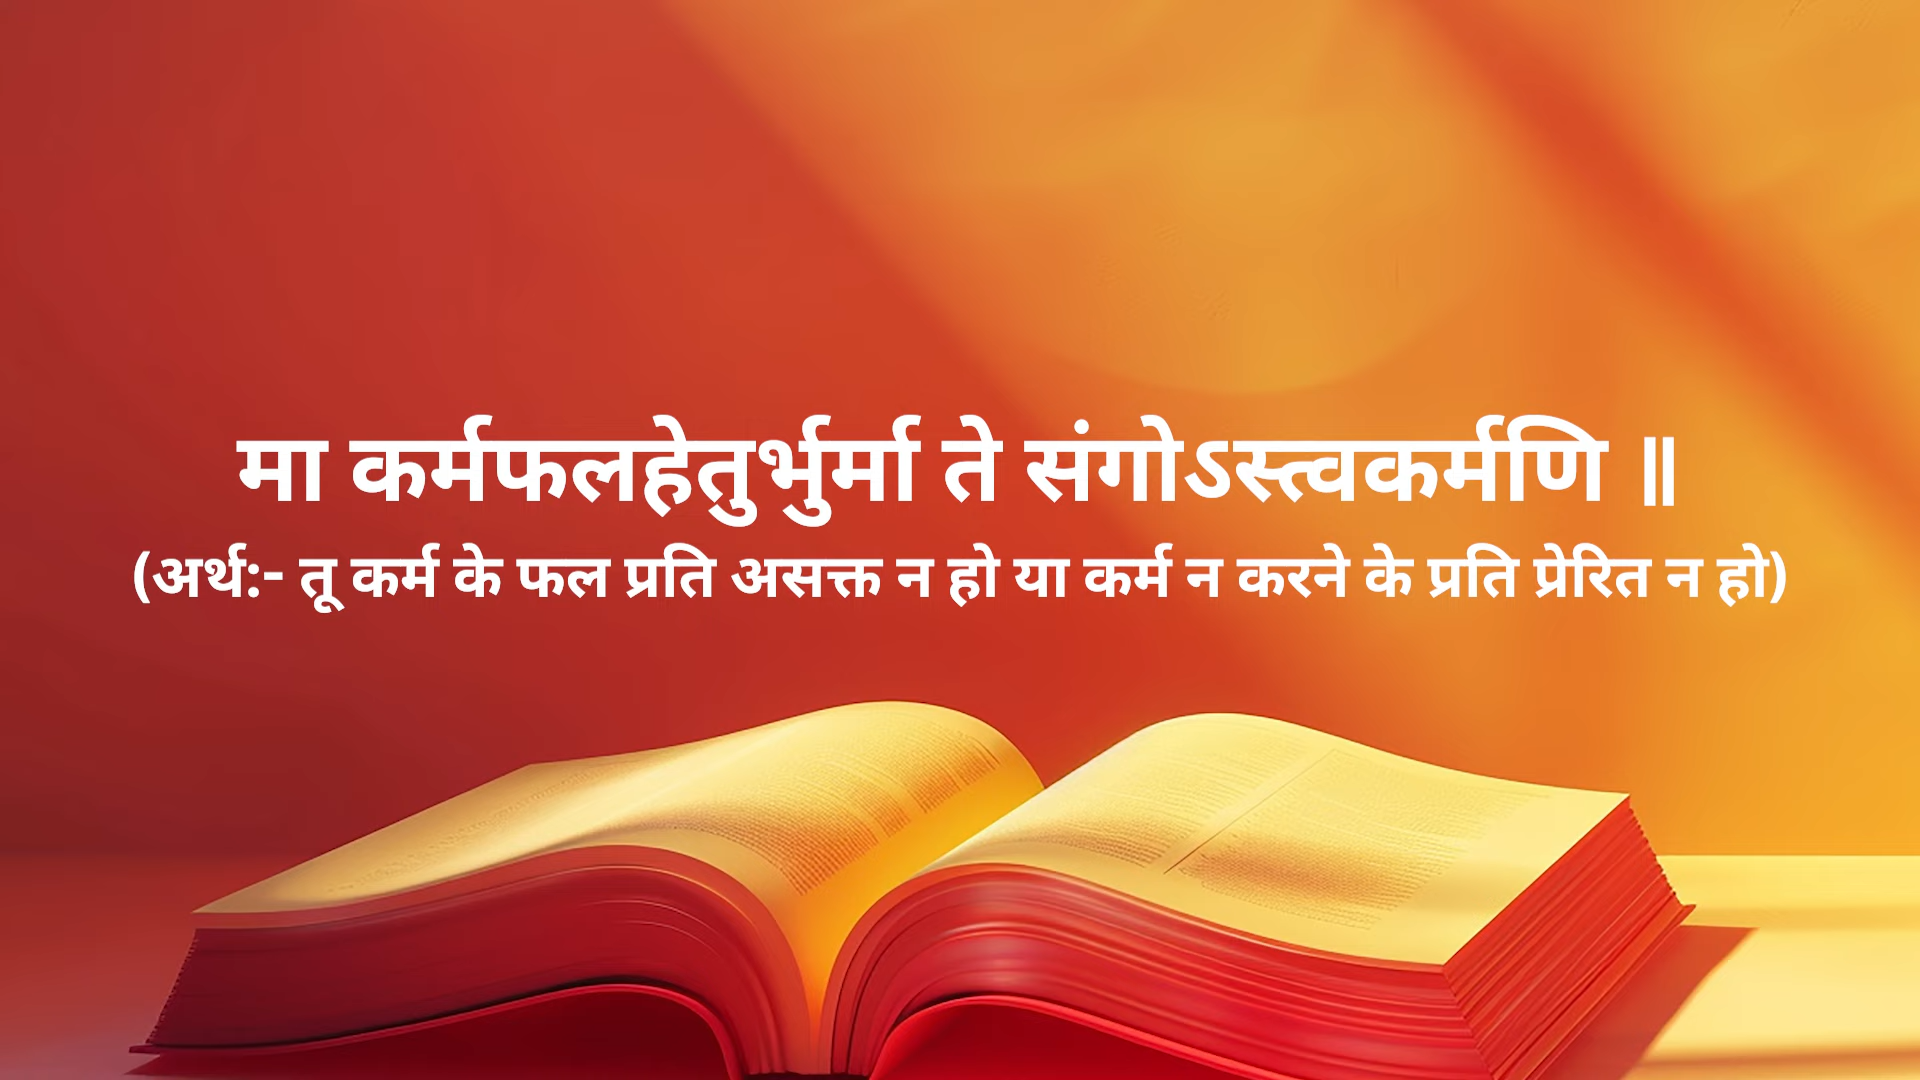 मा कर्मफलहेतुर्भुर्मा ते संगोऽस्त्वकर्मणि ॥
(अर्थ:- तू कर्म के फल प्रति असक्त न हो या कर्म न करने के प्रति प्रेरित न हो)